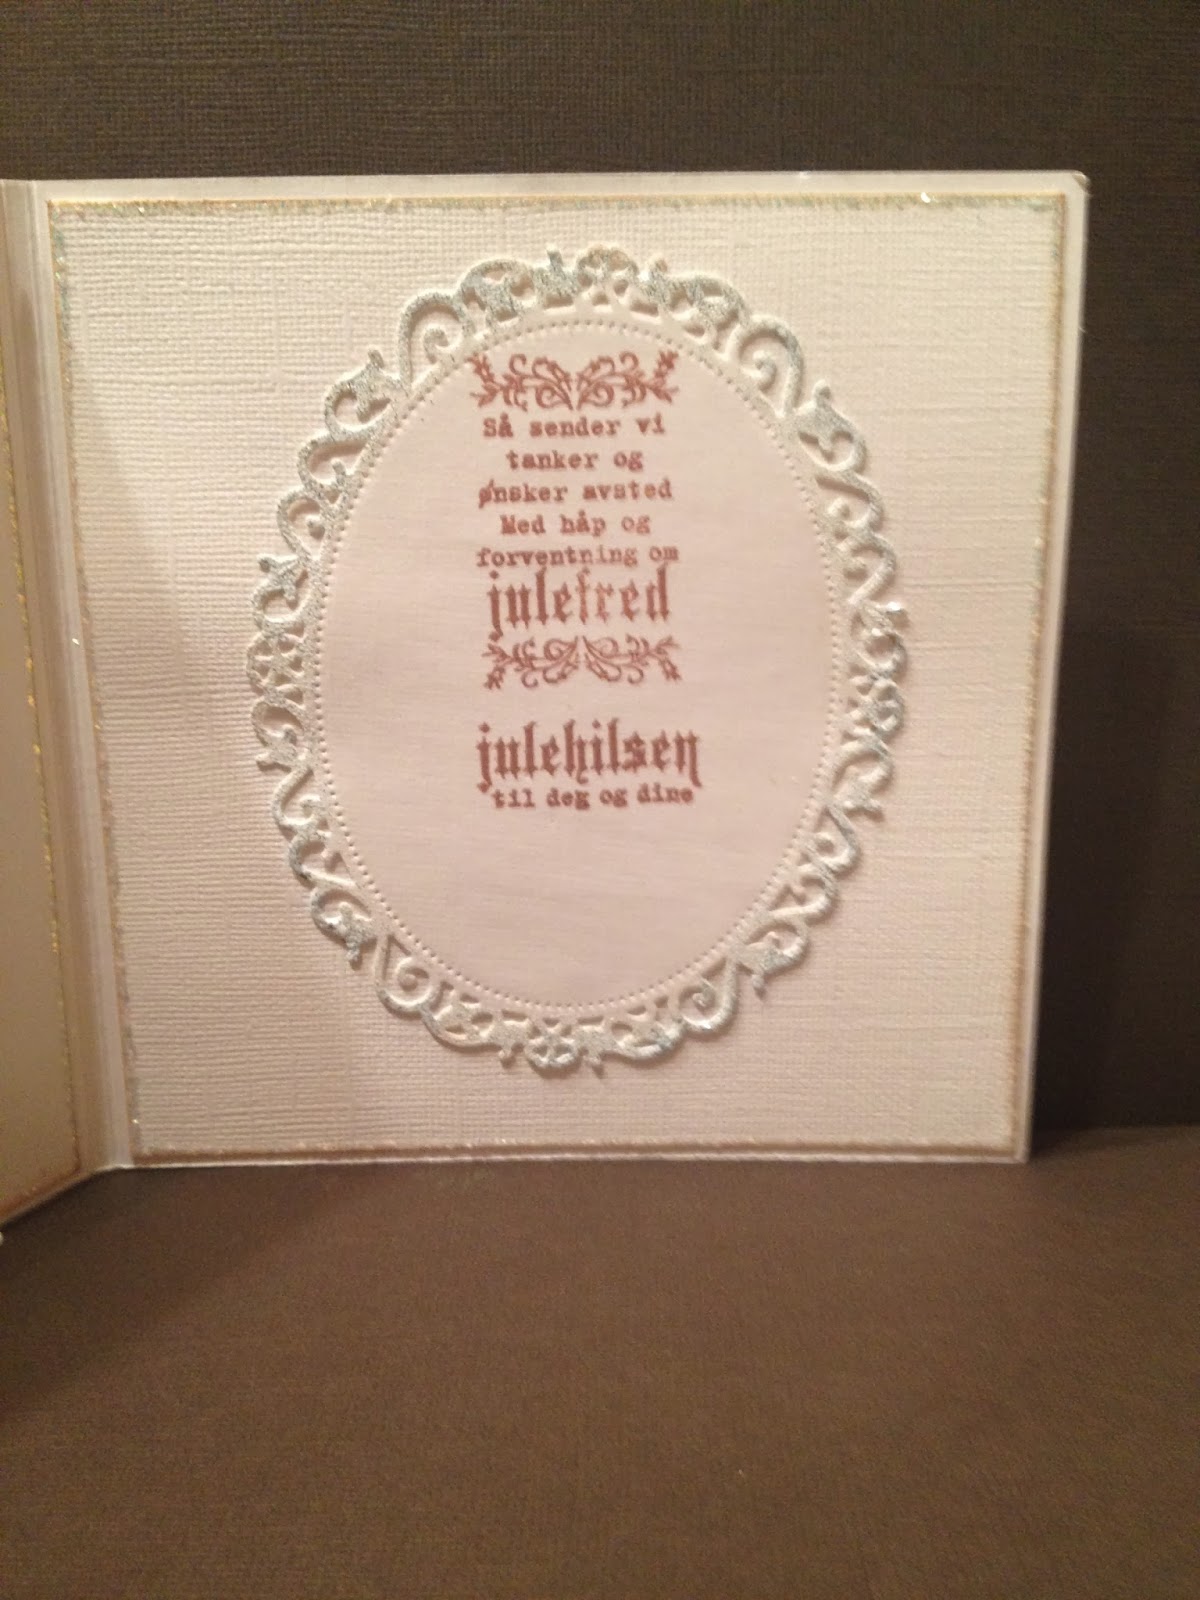 Så sender vi
tanker og
ønsker avsted
Med håp og
forventning om
julefred
julehilsen
til deg og dine